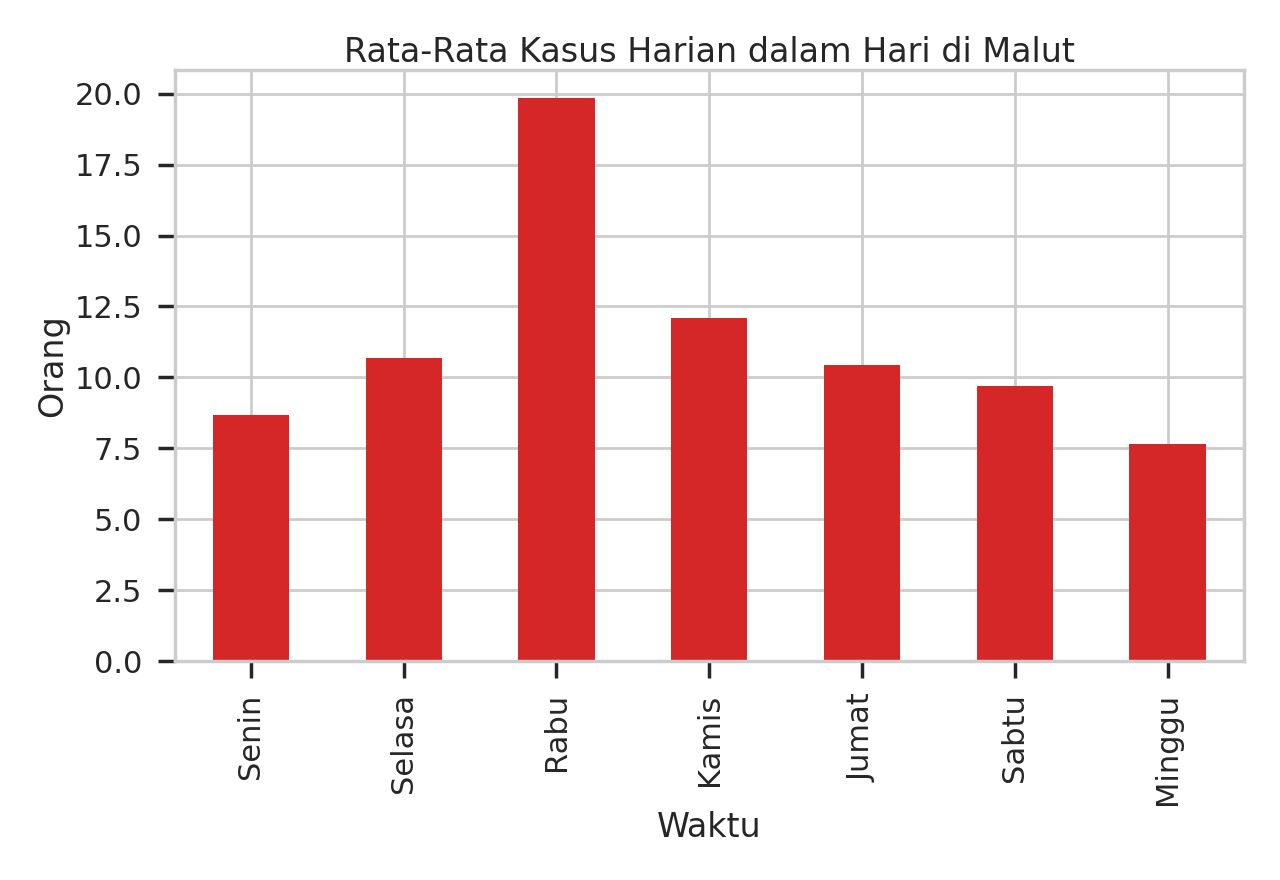 Rata-Rata Kasus Harian dalam Hari di Malut
20.0
17.5
15.0
12.5
10.0
7.5
5.0
2.5
0.0
Orang
Senin
Selasa
Rabu
Kamis
Jumat
Sabtu
Minggu
Waktu